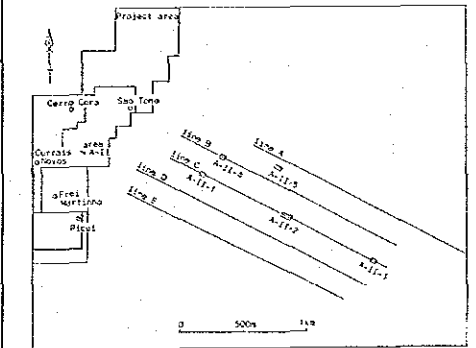 Project area
Cerro Cora
Sao Tome
area
A-II
Currais
Novos
Frei
Martinho
Picui
line A
line B
line C
line D
line E
A-II-5
A-II-4
A-II-1
A-II-2
A-II-3
0 500m 1km